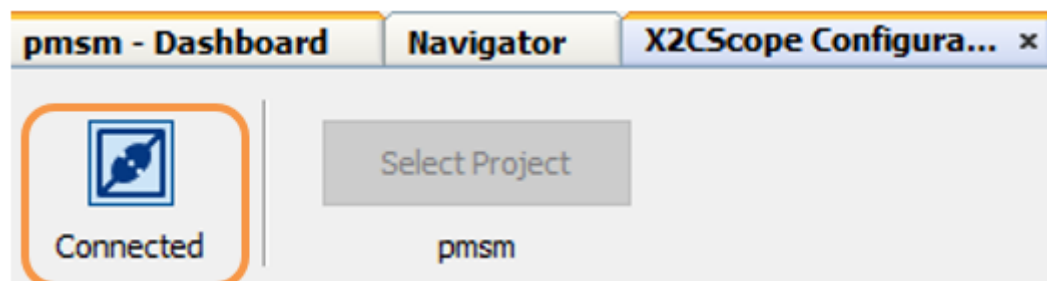 pmsm - Dashboard Navigator X2CScope Configura... ×
Select Project
Connected pmsm